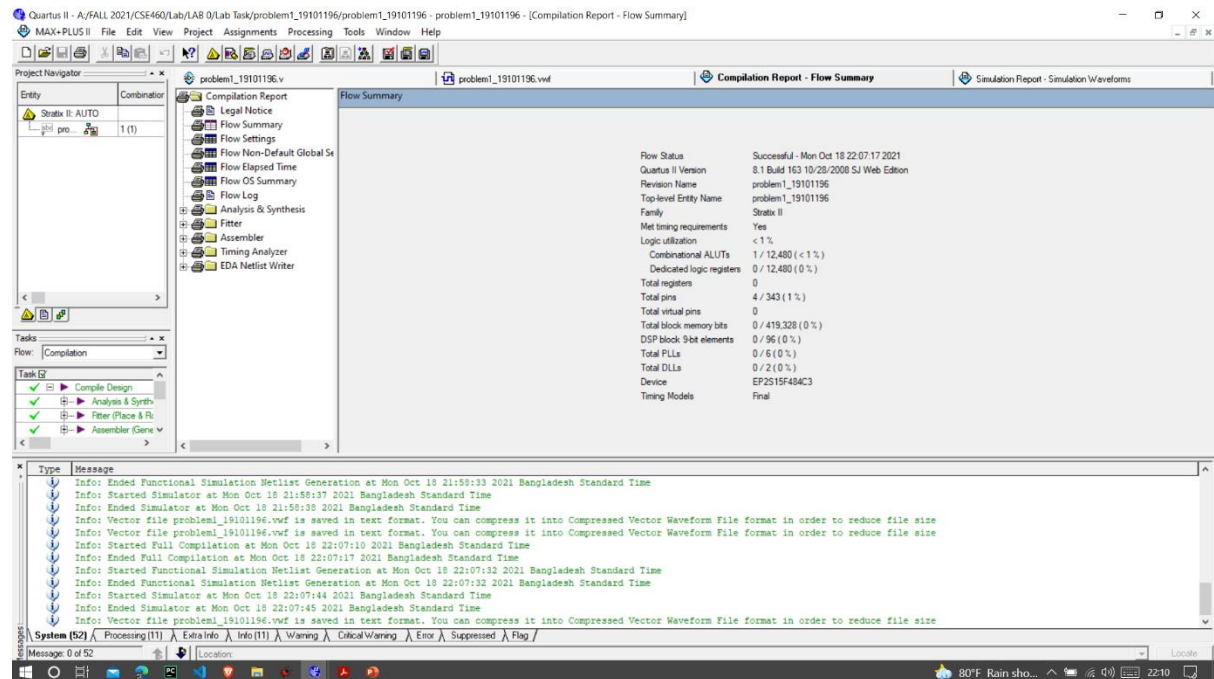 Quartus II - A:/FALL 2021/CSE460/Lab/LAB 0/Lab Task/problem1_19101196/problem1_19101196 - problem1_19101196 - [Compilation Report - Flow Summary]
MAX+PLUS II File Edit View Project Assignments Processing Tools Window Help
Project Navigator
Entity Combination
Stratix II: AUTO
pro... 1 (1)
problem1_19101196.v
problem1_19101196.vwf
Compilation Report - Flow Summary
Simulation Report - Simulation Waveforms
Compilation Report
Legal Notice
Flow Summary
Flow Settings
Flow Non-Default Global Se
Flow Elapsed Time
Flow OS Summary
Flow Log
Analysis & Synthesis
Fitter
Assembler
Timing Analyzer
EDA Netlist Writer
Flow Summary
Flow Status Successful - Mon Oct 18 22:07:17 2021
Quartus II Version 8.1 Build 163 10/28/2008 SJ Web Edition
Revision Name problem1_19101196
Top-level Entity Name problem1_19101196
Family Stratix II
Met timing requirements Yes
Logic utilization < 1 %
Combinational ALUTs 1 / 12,480 ( < 1 % )
Dedicated logic registers 0 / 12,480 ( 0 % )
Total registers 0
Total pins 4 / 343 ( 1 % )
Total virtual pins 0
Total block memory bits 0 / 419,328 ( 0 % )
DSP block 9-bit elements 0 / 96 ( 0 % )
Total PLLs 0 / 6 ( 0 % )
Total DLLs 0 / 2 ( 0 % )
Device EP2S15F484C3
Timing Models Final
Tasks
Flow: Compilation
Task
Compile Design
Analysis & Synthe
Fitter (Place & Ro
Assembler (Gene
Type Message
Info: Ended Functional Simulation Netlist Generation at Mon Oct 18 21:58:33 2021 Bangladesh Standard Time
Info: Started Simulator at Mon Oct 18 21:58:37 2021 Bangladesh Standard Time
Info: Ended Simulator at Mon Oct 18 21:58:38 2021 Bangladesh Standard Time
Info: Vector file problem1_19101196.vwf is saved in text format. You can compress it into Compressed Vector Waveform File format in order to reduce file size
Info: Vector file problem1_19101196.vwf is saved in text format. You can compress it into Compressed Vector Waveform File format in order to reduce file size
Info: Started Full Compilation at Mon Oct 18 22:07:10 2021 Bangladesh Standard Time
Info: Ended Full Compilation at Mon Oct 18 22:07:17 2021 Bangladesh Standard Time
Info: Started Functional Simulation Netlist Generation at Mon Oct 18 22:07:32 2021 Bangladesh Standard Time
Info: Ended Functional Simulation Netlist Generation at Mon Oct 18 22:07:32 2021 Bangladesh Standard Time
Info: Started Simulator at Mon Oct 18 22:07:44 2021 Bangladesh Standard Time
Info: Ended Simulator at Mon Oct 18 22:07:45 2021 Bangladesh Standard Time
Info: Vector file problem1_19101196.vwf is saved in text format. You can compress it into Compressed Vector Waveform File format in order to reduce file size
System (52) Processing (11) Extra Info Info (11) Warning Critical Warning Error Suppressed Flag
Messages
Message: 0 of 52 Location: Locate
80°F Rain sho... 22:10